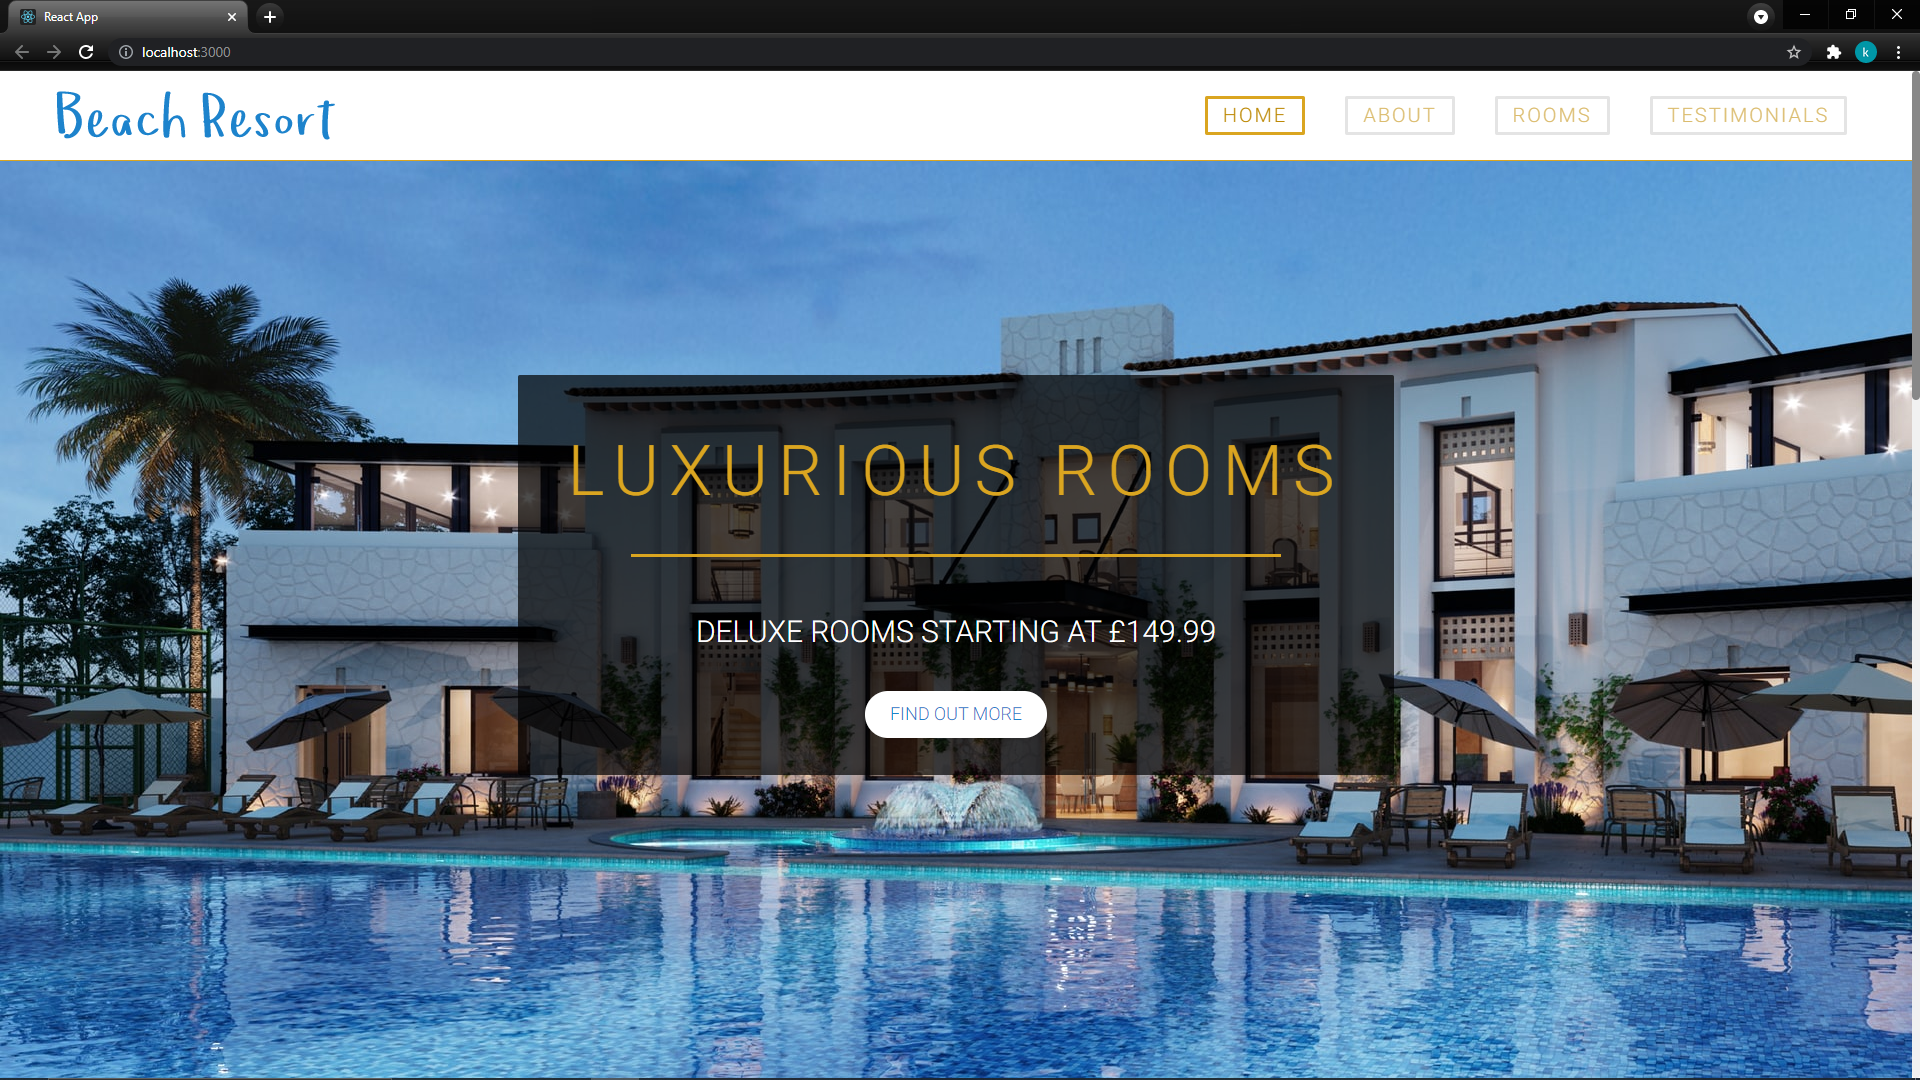 React App
localhost:3000
k
Beach Resort
HOME ABOUT ROOMS TESTIMONIALS
LUXURIOUS ROOMS
DELUXE ROOMS STARTING AT £149.99
FIND OUT MORE